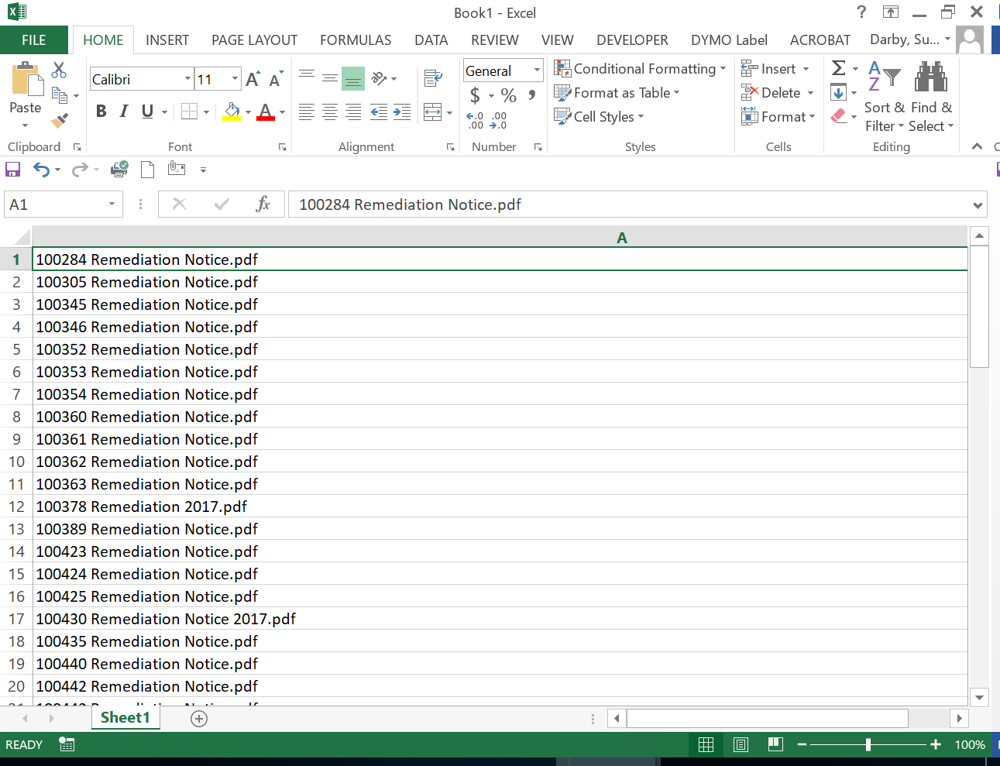 Book1 - Excel
FILE HOME INSERT PAGE LAYOUT FORMULAS DATA REVIEW VIEW DEVELOPER DYMO Label ACROBAT Darby, Su...
Paste
Clipboard
Calibri 11
B I U
Font
Alignment
General
$ % ,
Number
Conditional Formatting
Format as Table
Cell Styles
Styles
Insert
Delete
Format
Cells
Sort & Filter
Find & Select
Editing
A1 fx 100284 Remediation Notice.pdf
A
1 100284 Remediation Notice.pdf
2 100305 Remediation Notice.pdf
3 100345 Remediation Notice.pdf
4 100346 Remediation Notice.pdf
5 100352 Remediation Notice.pdf
6 100353 Remediation Notice.pdf
7 100354 Remediation Notice.pdf
8 100360 Remediation Notice.pdf
9 100361 Remediation Notice.pdf
10 100362 Remediation Notice.pdf
11 100363 Remediation Notice.pdf
12 100378 Remediation 2017.pdf
13 100389 Remediation Notice.pdf
14 100423 Remediation Notice.pdf
15 100424 Remediation Notice.pdf
16 100425 Remediation Notice.pdf
17 100430 Remediation Notice 2017.pdf
18 100435 Remediation Notice.pdf
19 100440 Remediation Notice.pdf
20 100442 Remediation Notice.pdf
Sheet1
READY 100%